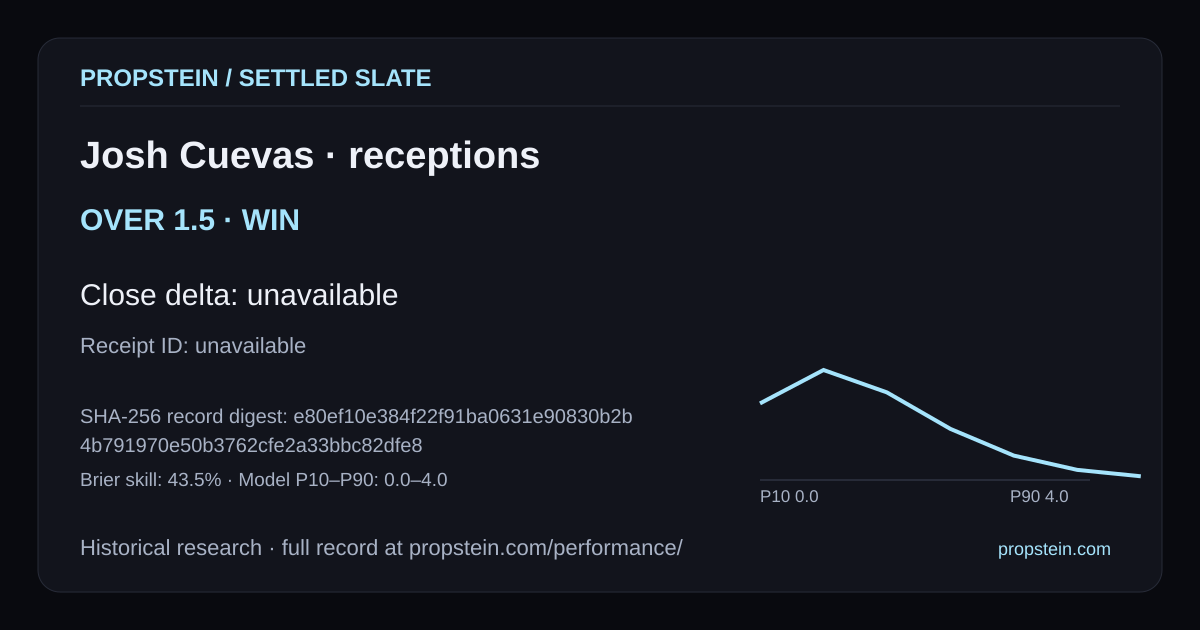 PROPSTEIN / SETTLED SLATE
Josh Cuevas · receptions
OVER 1.5 · WIN
Close delta: unavailable
Receipt ID: unavailable
SHA-256 record digest: e80ef10e384f22f91ba0631e90830b2b
4b791970e50b3762cfe2a33bbc82dfe8
Brier skill: 43.5% · Model P10–P90: 0.0–4.0
P10 0.0
P90 4.0
Historical research · full record at propstein.com/performance/
propstein.com